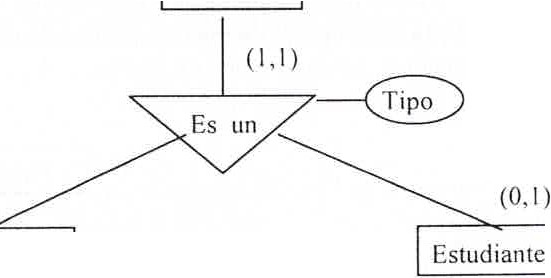 (1,1)
Es un
Tipo
(0,1)
Estudiante